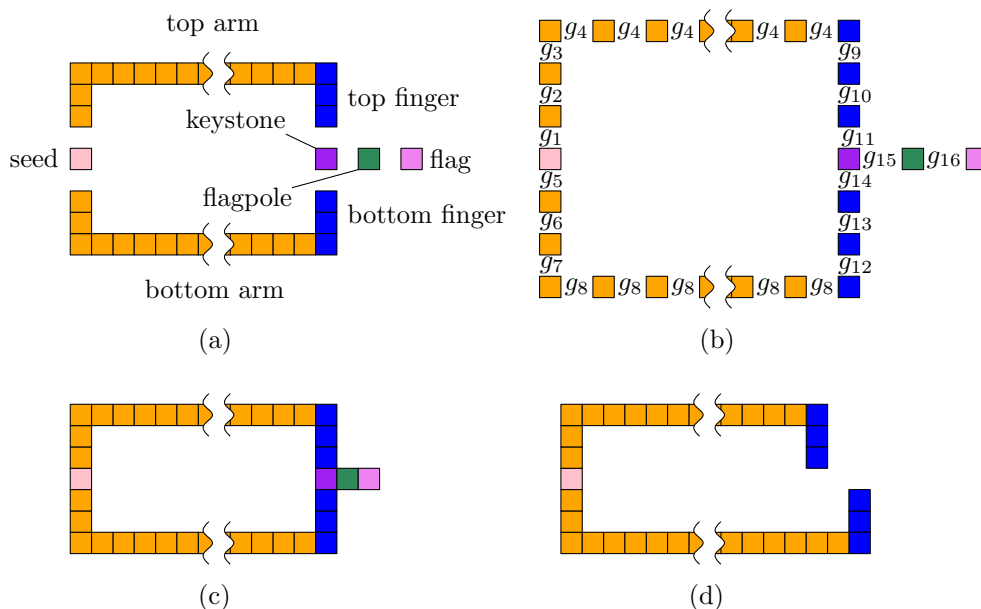 top arm
top finger
keystone
seed
flag
flagpole
bottom finger
bottom arm
(a)
g4 g4 g4 g4 g4
g3 g9
g2 g10
g1 g11
g15 g16
g5 g14
g6 g13
g7 g12
g8 g8 g8 g8 g8
(b)
(c)
(d)